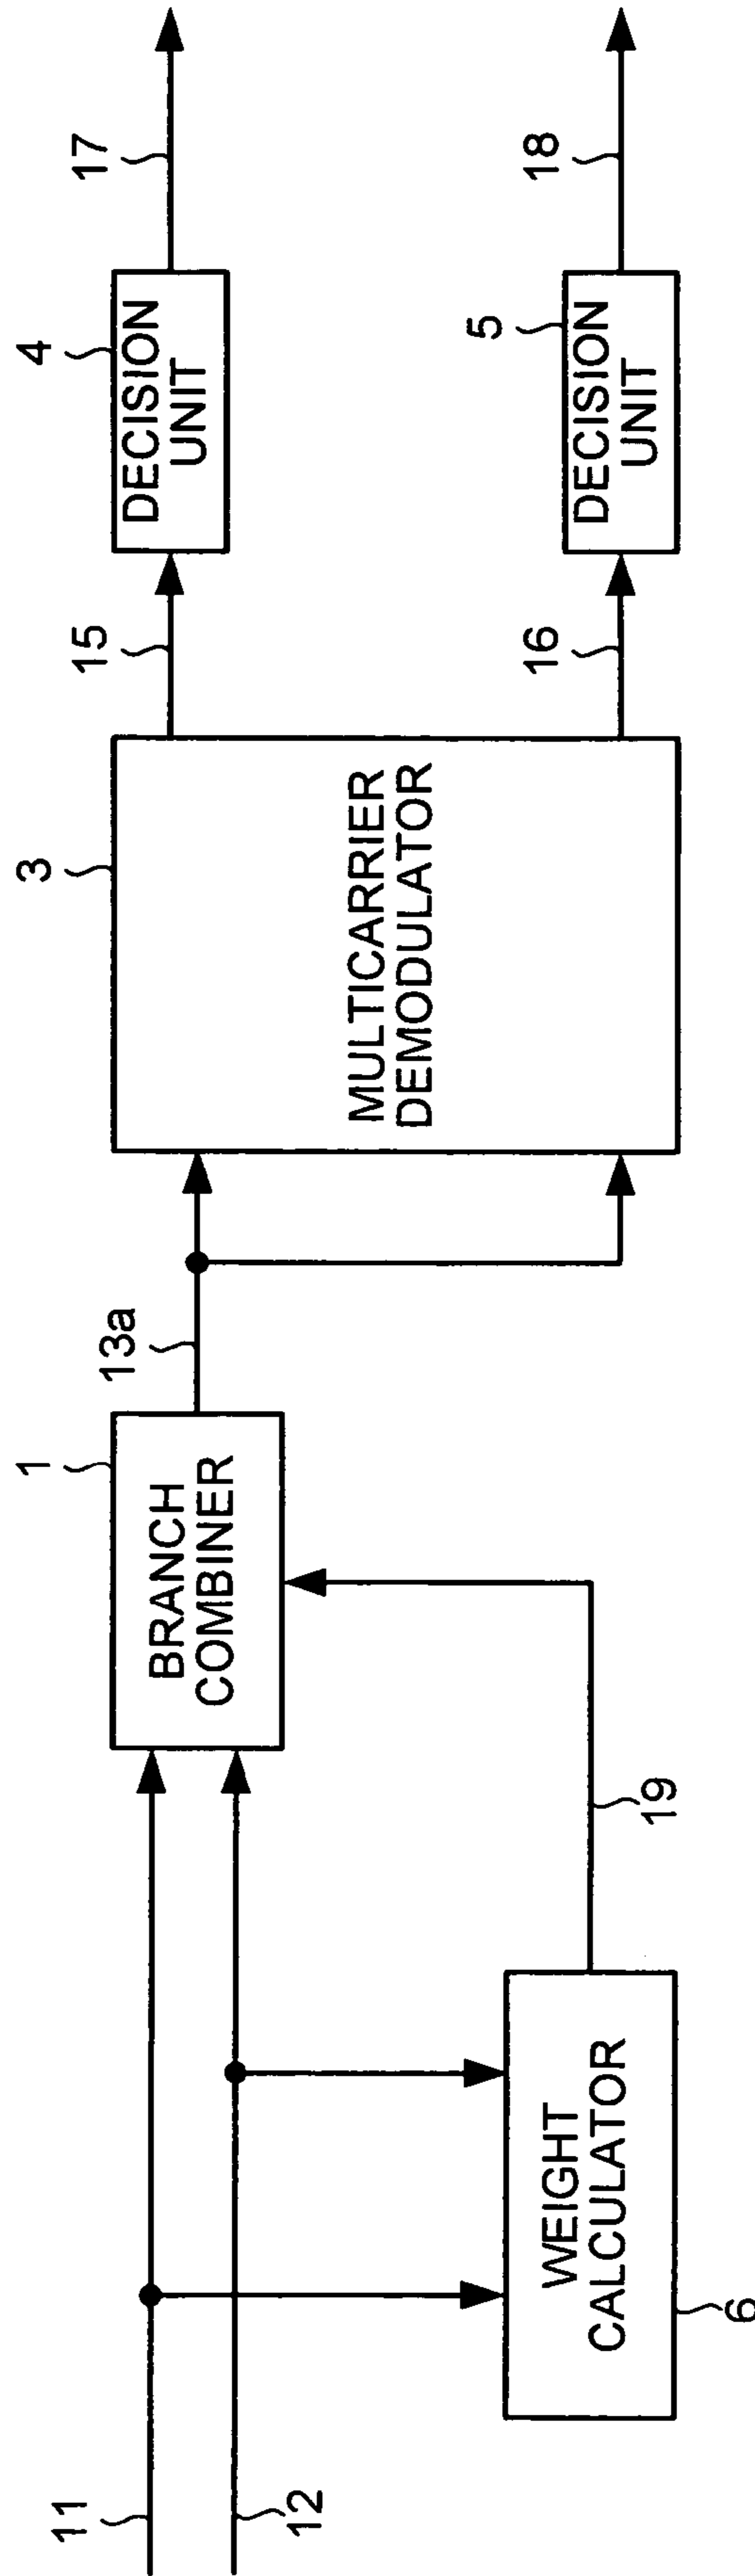 11
12
WEIGHT
CALCULATOR
6
19
1
BRANCH
COMBINER
13a
3
MULTICARRIER
DEMODULATOR
15
16
4
DECISION
UNIT
5
DECISION
UNIT
17
18